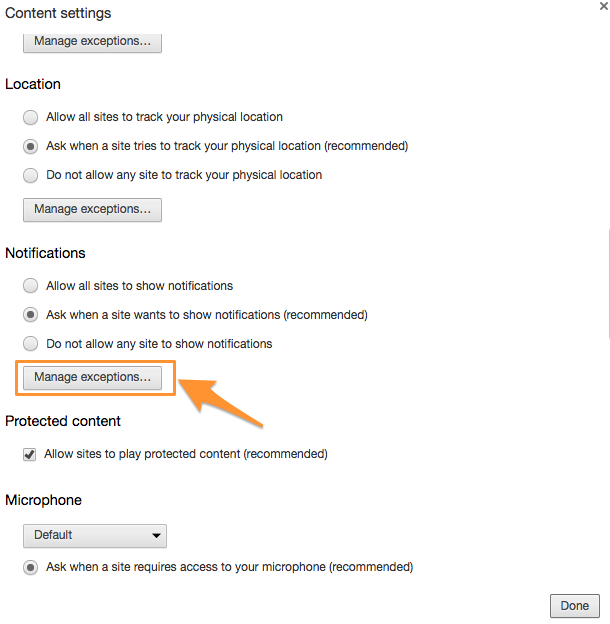 Content settings
Manage exceptions...
Location
Allow all sites to track your physical location
Ask when a site tries to track your physical location (recommended)
Do not allow any site to track your physical location
Manage exceptions...
Notifications
Allow all sites to show notifications
Ask when a site wants to show notifications (recommended)
Do not allow any site to show notifications
Manage exceptions...
Protected content
Allow sites to play protected content (recommended)
Microphone
Default
Ask when a site requires access to your microphone (recommended)
Done